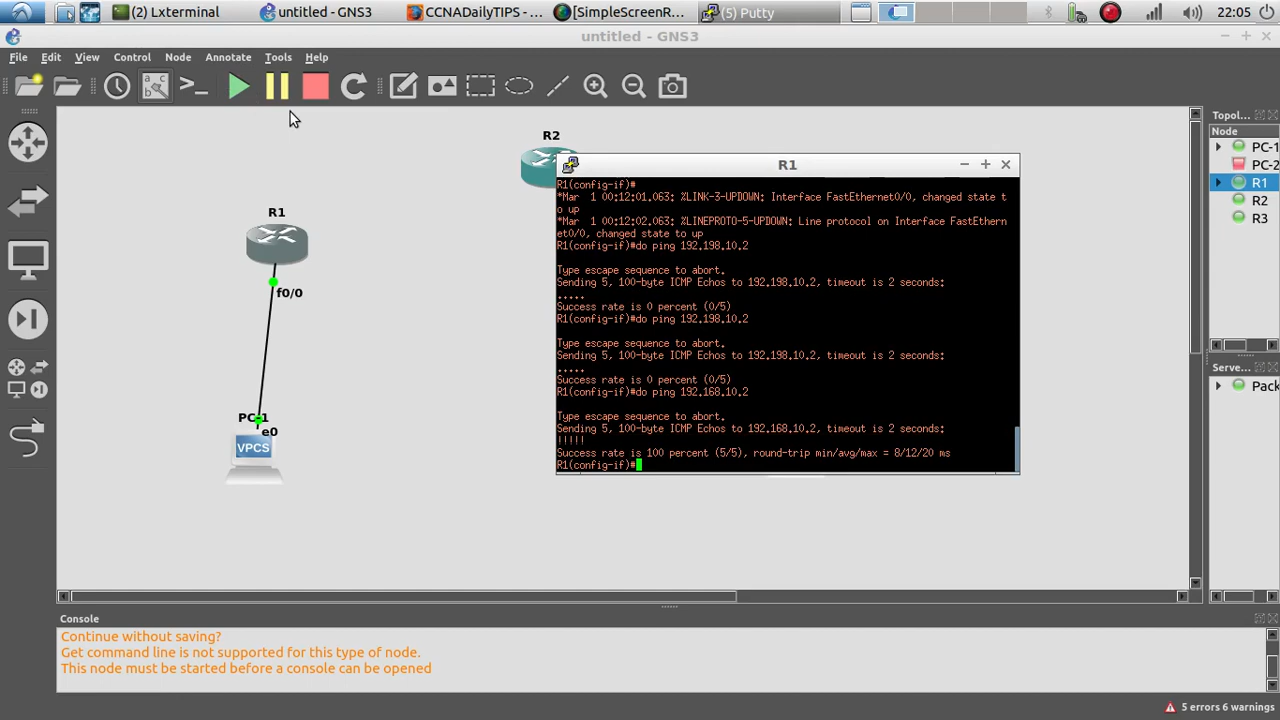 (2) Lxterminal
untitled - GNS3
CCNADailyTIPS - ...
[SimpleScreenR...
(5) Putty
22:05
untitled - GNS3
File Edit View Control Node Annotate Tools Help
Topol...
Node
PC-1
PC-2
R1
R2
R3
Serve...
Pack
R2
R1
f0/0
PC-1
e0
VPCS
R1
R1(config-if)#
*Mar  1 00:12:01.063: %LINK-3-UPDOWN: Interface FastEthernet0/0, changed state t
o up
*Mar  1 00:12:02.063: %LINEPROTO-5-UPDOWN: Line protocol on Interface FastEthern
et0/0, changed state to up
R1(config-if)#do ping 192.198.10.2
Type escape sequence to abort.
Sending 5, 100-byte ICMP Echos to 192.198.10.2, timeout is 2 seconds:
.....
Success rate is 0 percent (0/5)
R1(config-if)#do ping 192.198.10.2
Type escape sequence to abort.
Sending 5, 100-byte ICMP Echos to 192.198.10.2, timeout is 2 seconds:
.....
Success rate is 0 percent (0/5)
R1(config-if)#do ping 192.168.10.2
Type escape sequence to abort.
Sending 5, 100-byte ICMP Echos to 192.168.10.2, timeout is 2 seconds:
!!!!!
Success rate is 100 percent (5/5), round-trip min/avg/max = 8/12/20 ms
R1(config-if)#
Console
Continue without saving?
Get command line is not supported for this type of node.
This node must be started before a console can be opened
5 errors 6 warnings